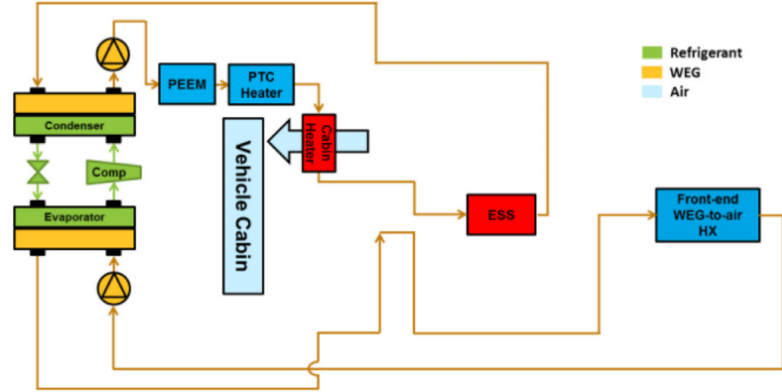 Refrigerant
WEG
Air
PEEM
PTC
Heater
Condenser
Cabin
Heater
Vehicle Cabin
Comp
Evaporator
ESS
Front-end
WEG-to-air
HX